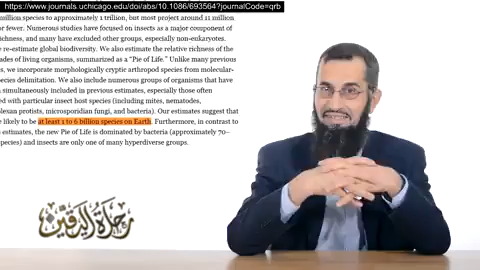 https://www.journals.uchicago.edu/doi/abs/10.1086/693564?journalCode=qrb
million species to approximately 1 trillion, but most project around 11 million
or fewer. Numerous studies have focused on insects as a major component of
richness, and many have excluded other groups, especially non-eukaryotes.
re-estimate global biodiversity. We also estimate the relative richness of the
of living organisms, summarized as a “Pie of Life.” Unlike many previous
we incorporate morphologically cryptic arthropod species from molecular-
species delimitation. We also include numerous groups of organisms that have
simultaneously included in previous estimates, especially those often
with particular insect host species (including mites, nematodes,
parasites, microsporidian fungi, and bacteria). Our estimates suggest that
likely to be at least 1 to 6 billion species on Earth. Furthermore, in contrast to
estimates, the new Pie of Life is dominated by bacteria (approximately 70–
species) and insects are only one of many hyperdiverse groups.
رحلة اليقين